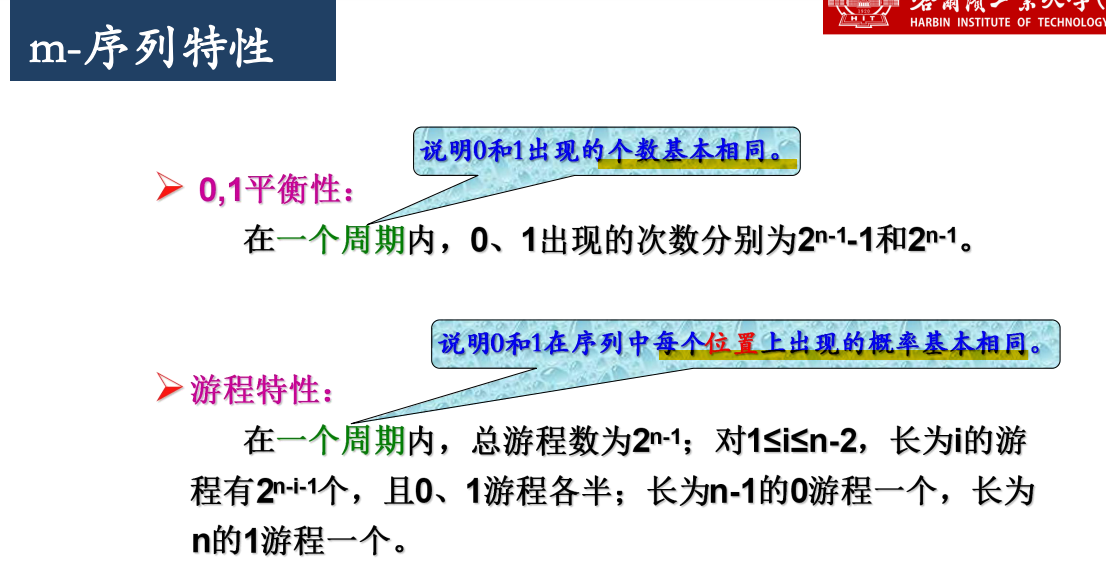 HARBIN INSTITUTE OF TECHNOLOGY
m-序列特性
说明0和1出现的个数基本相同。
0,1平衡性：
在一个周期内，0、1出现的次数分别为2ⁿ⁻¹-1和2ⁿ⁻¹。
说明0和1在序列中每个位置上出现的概率基本相同。
游程特性：
在一个周期内，总游程数为2ⁿ⁻¹；对1≤i≤n-2，长为i的游
程有2ⁿ⁻ⁱ⁻¹个，且0、1游程各半；长为n-1的0游程一个，长为
n的1游程一个。